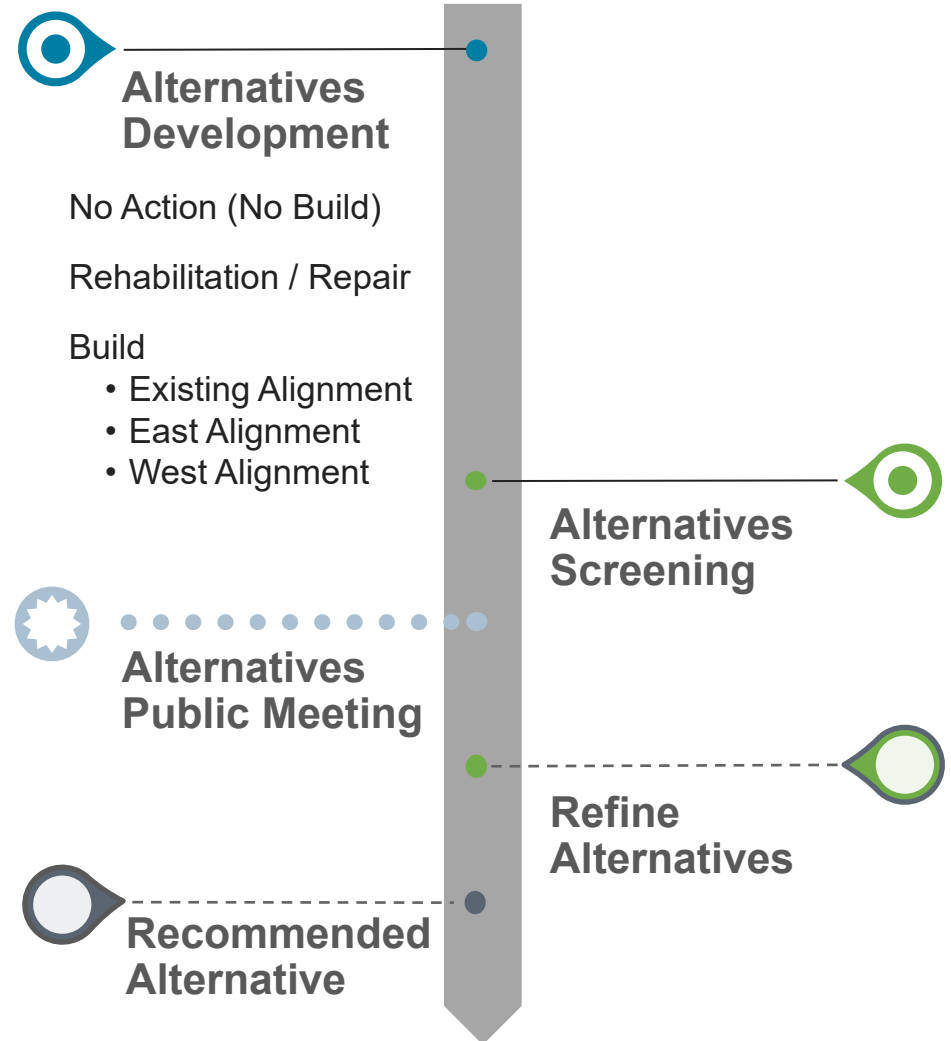 Alternatives
Development
No Action (No Build)
Rehabilitation / Repair
Build
• Existing Alignment
• East Alignment
• West Alignment
Alternatives
Screening
Alternatives
Public Meeting
Refine
Alternatives
Recommended
Alternative